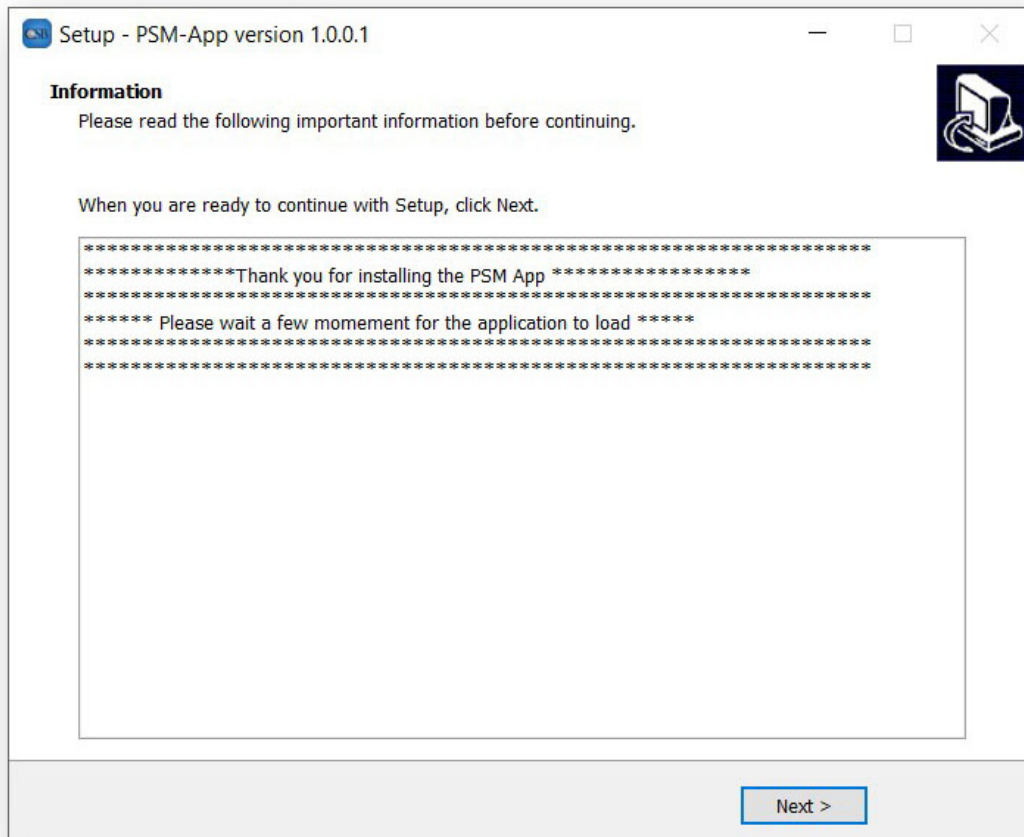 Setup - PSM-App version 1.0.0.1
Information
Please read the following important information before continuing.
When you are ready to continue with Setup, click Next.
*******************************************************************
*************Thank you for installing the PSM App *****************
*******************************************************************
****** Please wait a few momement for the application to load *****
*******************************************************************
*******************************************************************
Next >